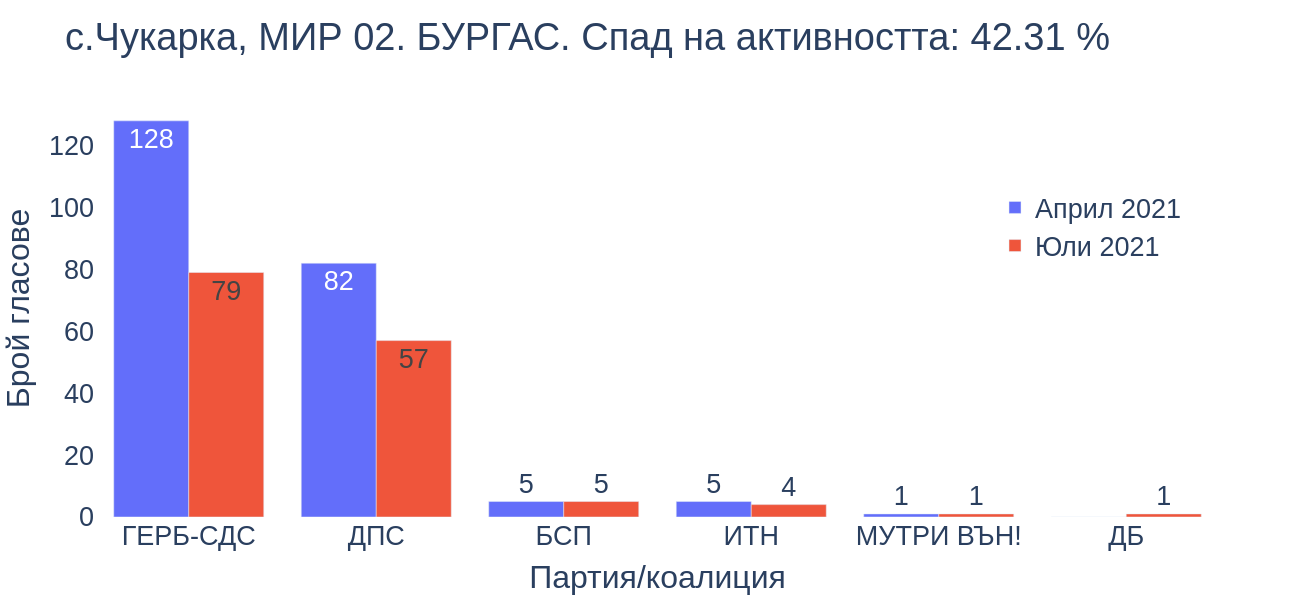 с.Чукарка, МИР 02. БУРГАС. Спад на активността: 42.31 %
Брой гласове
120
100
80
60
40
20
0
128
79
82
57
5
5
5
4
1
1
1
Април 2021
Юли 2021
ГЕРБ-СДС
ДПС
БСП
ИТН
МУТРИ ВЪН!
ДБ
Партия/коалиция